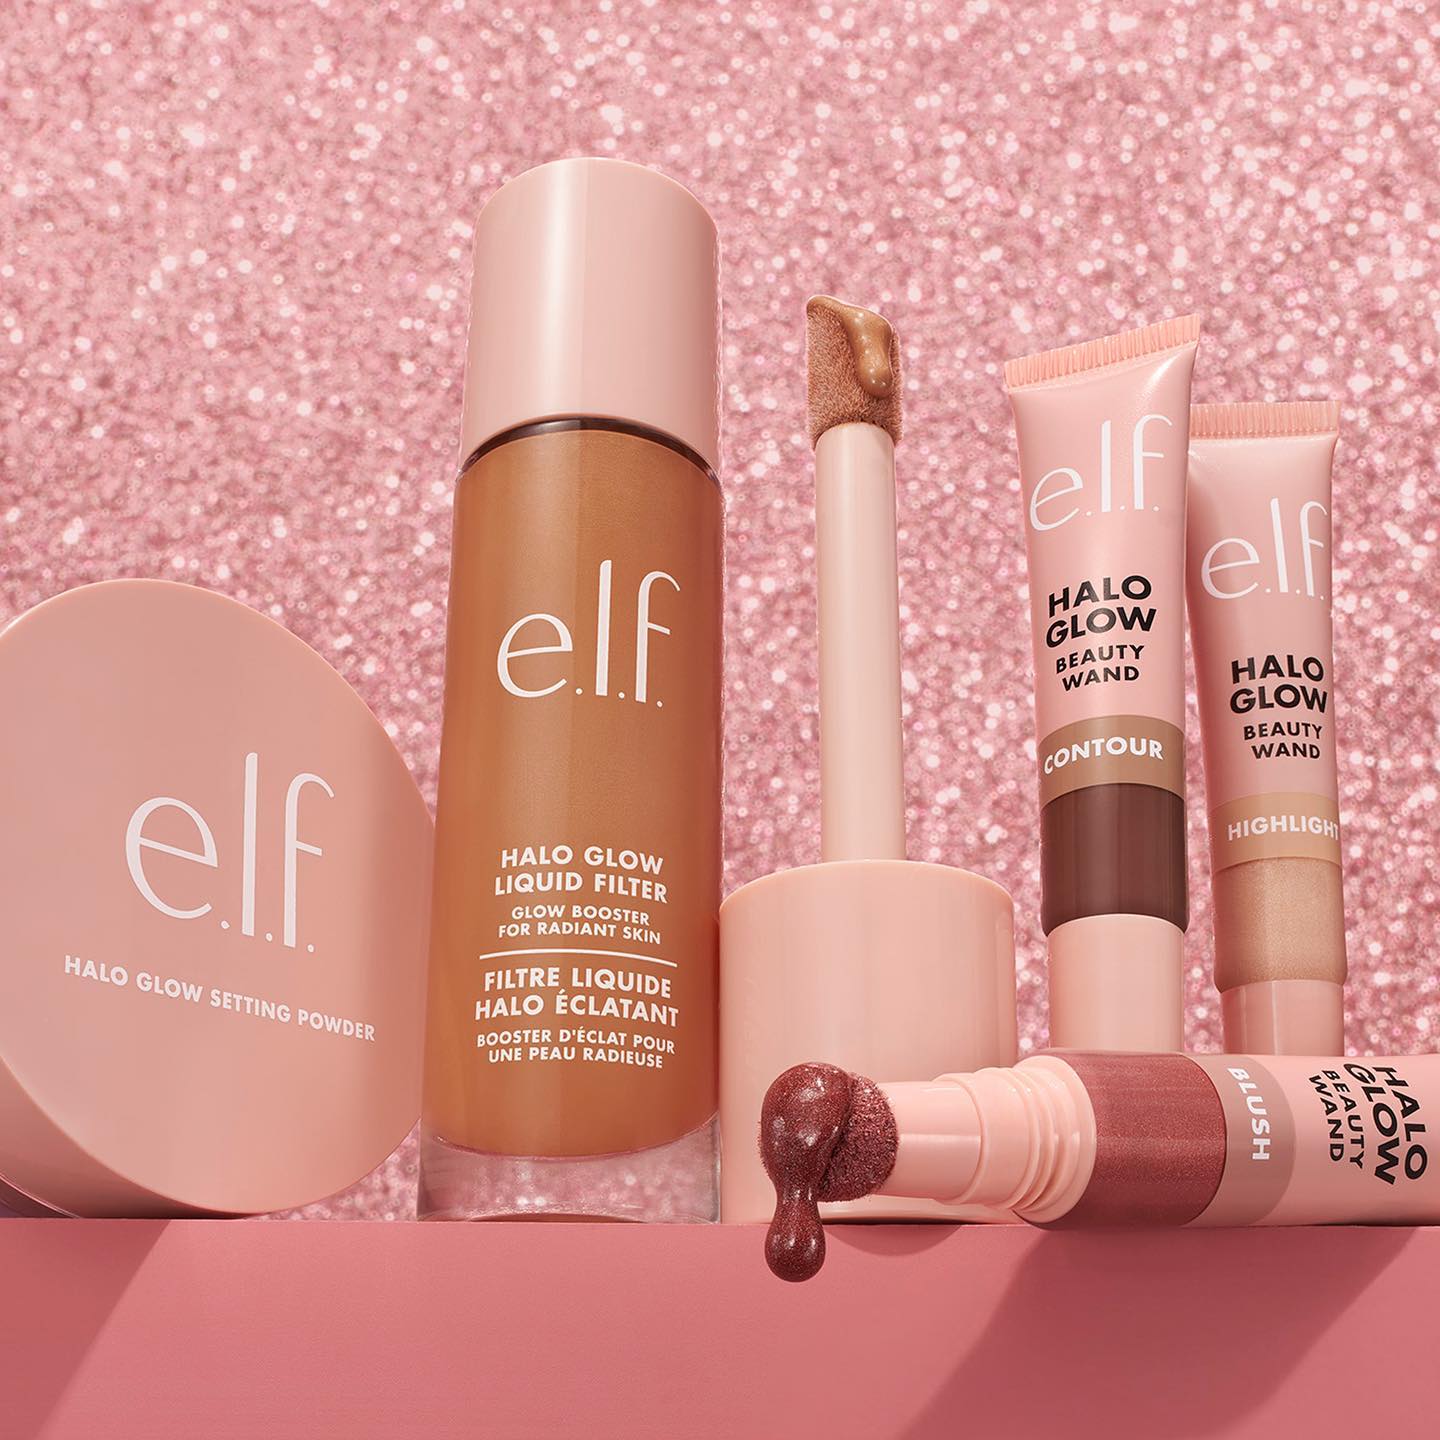 e.l.f.
HALO GLOW SETTING POWDER
e.l.f.
HALO GLOW
LIQUID FILTER
GLOW BOOSTER
FOR RADIANT SKIN
FILTRE LIQUIDE
HALO ÉCLATANT
BOOSTER D'ÉCLAT POUR
UNE PEAU RADIEUSE
e.l.f.
HALO
GLOW
BEAUTY
WAND
CONTOUR
e.l.f.
HALO
GLOW
BEAUTY
WAND
HIGHLIGHT
BLUSH
HALO
GLOW
BEAUTY
WAND